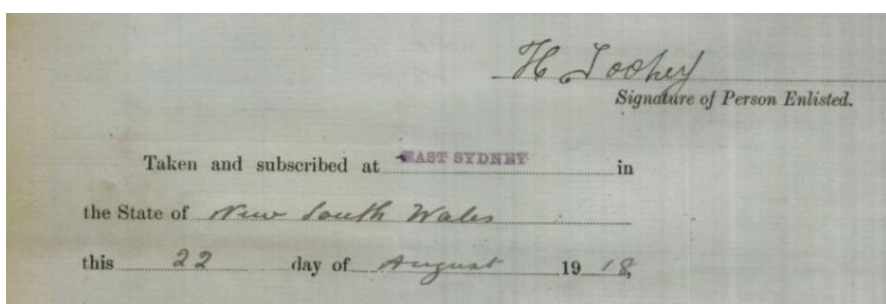 H Toohey
Signature of Person Enlisted.
Taken and subscribed at EAST SYDNEY in
the State of New South Wales
this 22 day of August 1918,